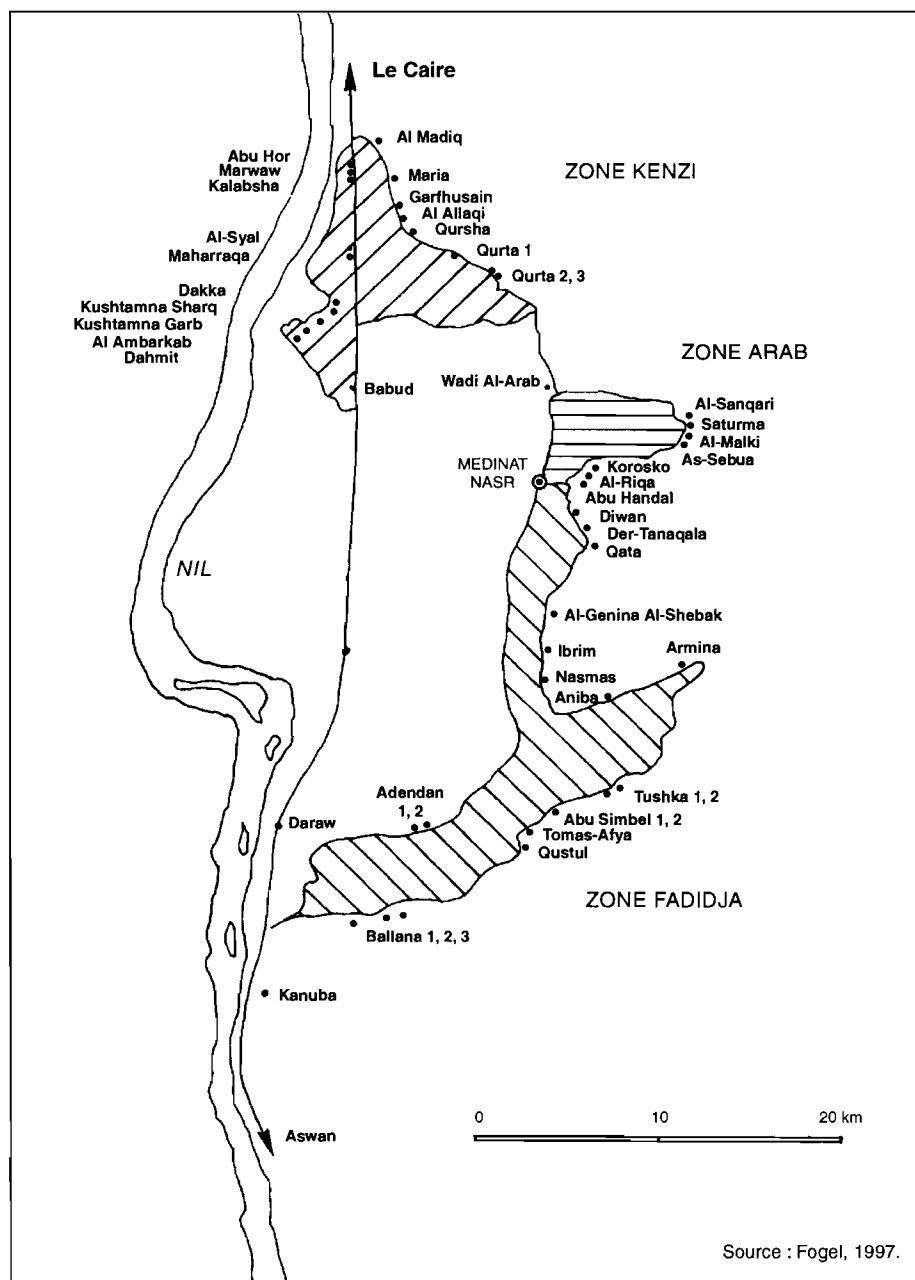 Le Caire
Al Madiq
Abu Hor
Marwaw
Kalabsha
Maria
ZONE KENZI
Garfhusain
Al Allaqi
Qursha
Al-Syal
Maharraqa
Qurta 1
Qurta 2, 3
Dakka
Kushtamna Sharq
Kushtamna Garb
Al Ambarkab
Dahmit
ZONE ARAB
Babud
Wadi Al-Arab
Al-Sanqari
Saturma
Al-Malki
As-Sebua
MEDINAT
NASR
Korosko
Al-Riqa
Abu Handal
Diwan
Der-Tanaqala
Qata
NIL
Al-Genina Al-Shebak
Ibrim
Armina
Nasmas
Aniba
Adendan
1, 2
Daraw
Tushka 1, 2
Abu Simbel 1, 2
Tomas-Afya
Qustul
ZONE FADIDJA
Ballana 1, 2, 3
Kanuba
0 10 20 km
Aswan
Source : Fogel, 1997.